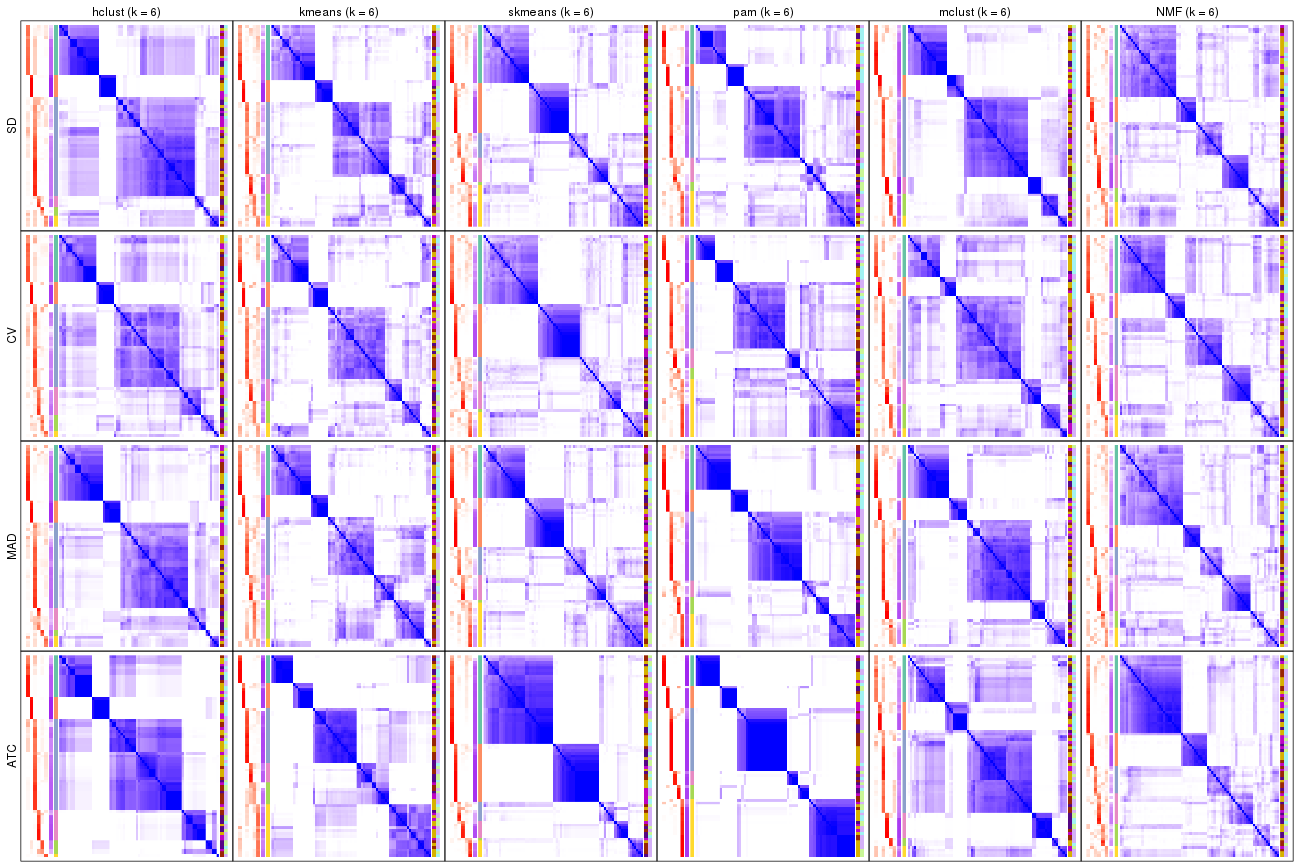 hclust (k = 6) kmeans (k = 6) skmeans (k = 6) pam (k = 6) mclust (k = 6) NMF (k = 6)
SD
CV
MAD
ATC